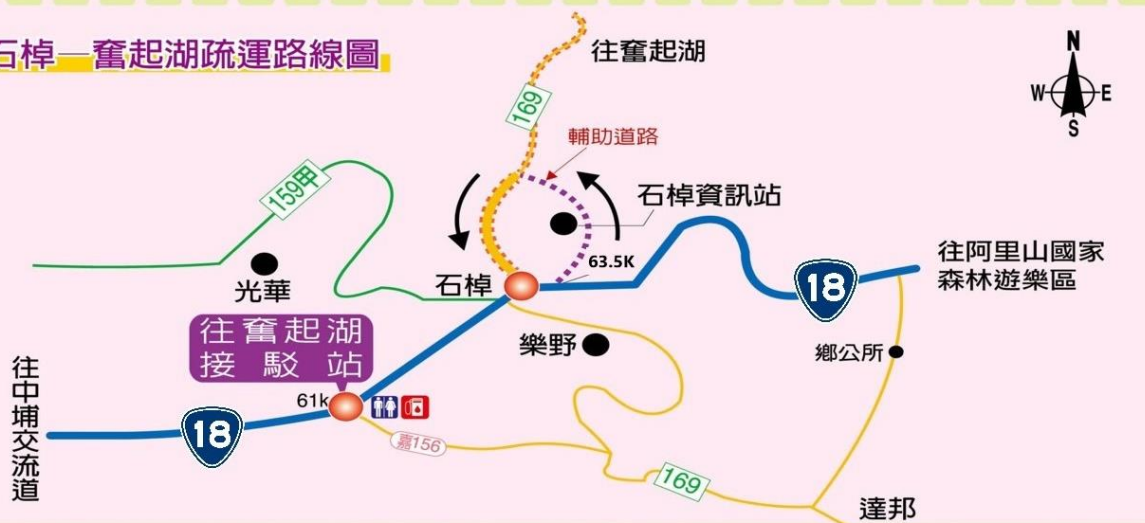 石棹—奮起湖疏運路線圖
往奮起湖
N
W
E
S
169
輔助道路
159甲
石棹資訊站
63.5K
往阿里山國家
森林遊樂區
光華
石棹
18
往奮起湖
接駁站
樂野
鄉公所
往中埔交流道
61k
18
嘉156
169
達邦